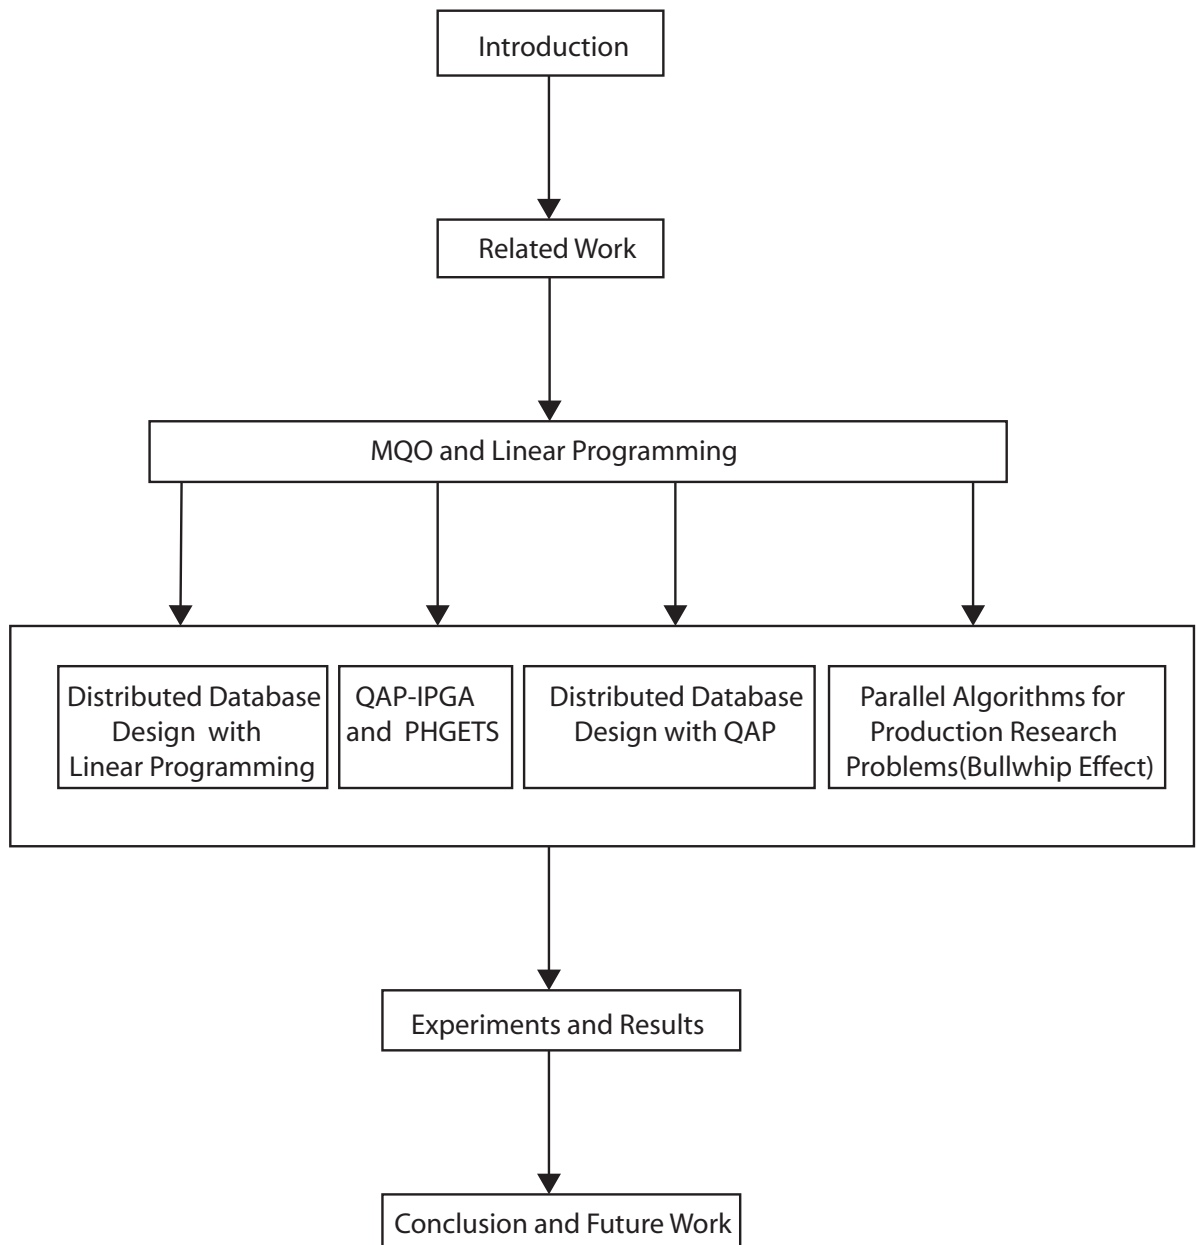 Introduction
Related Work
MQO and Linear Programming
Distributed Database
Design with
Linear Programming
QAP-IPGA
and PHGETS
Distributed Database
Design with QAP
Parallel Algorithms for
Production Research
Problems(Bullwhip Effect)
Experiments and Results
Conclusion and Future Work